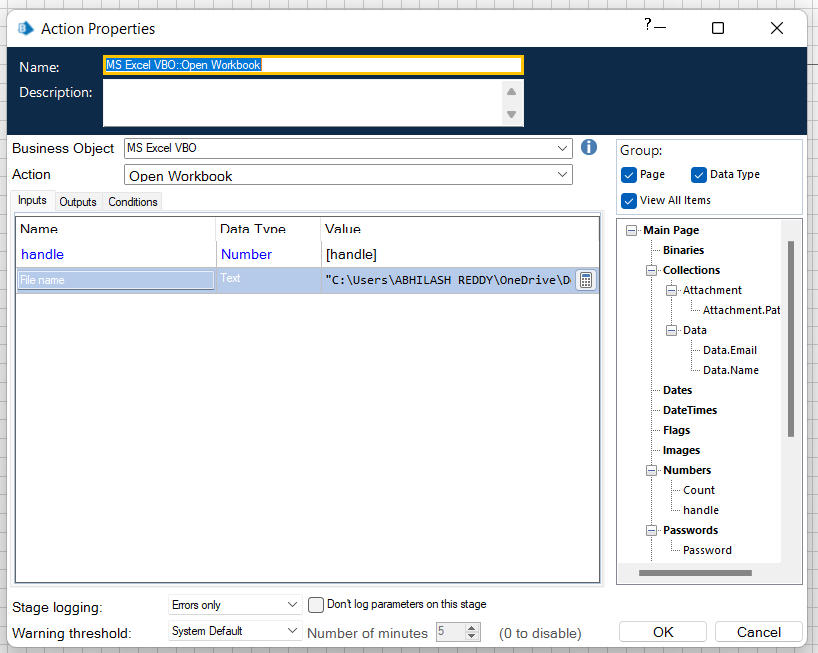 Action Properties
?
Name: MS Excel VBO::Open Workbook
Description:
Business Object MS Excel VBO
Action Open Workbook
Inputs Outputs Conditions
Name Data Type Value
handle Number [handle]
File name Text "C:\Users\ABHILASH REDDY\OneDrive\D
Group:
Page Data Type
View All Items
Main Page
Binaries
Collections
Attachment
Attachment.Pat
Data
Data.Email
Data.Name
Dates
DateTimes
Flags
Images
Numbers
Count
handle
Passwords
Password
Stage logging: Errors only Don't log parameters on this stage
Warning threshold: System Default Number of minutes 5 (0 to disable)
OK Cancel